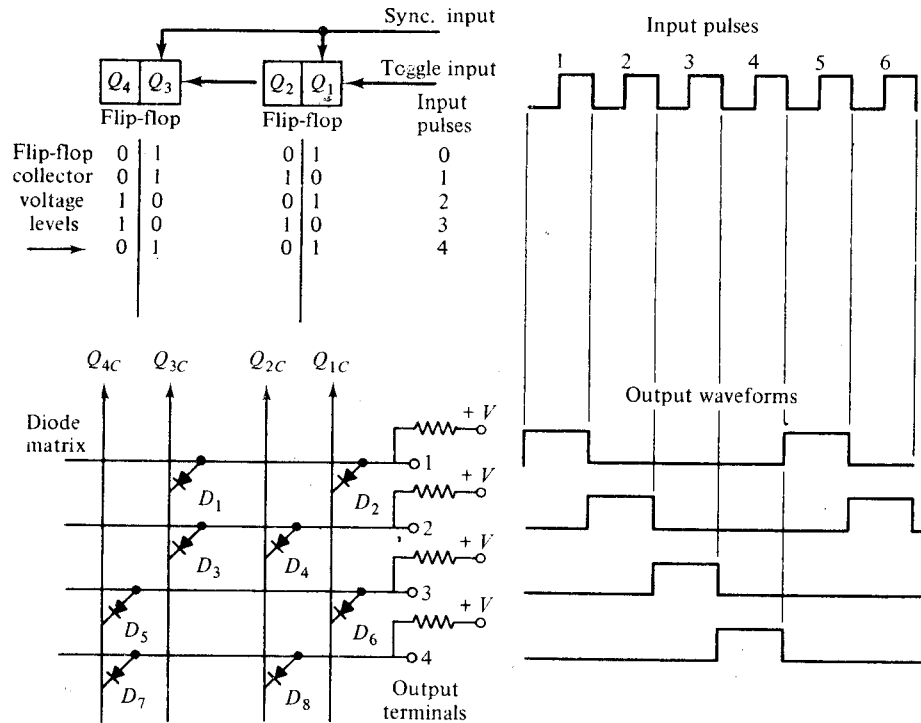 Sync. input
Input pulses
Toggle input
1 2 3 4 5 6
Q4 Q3 Q2 Q1
Flip-flop Flip-flop
Input
pulses
Flip-flop 0 1 0 1 0
collector 0 1 1 0 1
voltage 1 0 0 1 2
levels 1 0 1 0 3
0 1 0 1 4
Q4C Q3C Q2C Q1C
Output waveforms
Diode
matrix
+ V
1
D1 D2
+ V
2
D3 D4
+ V
3
D5 D6
+ V
4
D7 D8
Output
terminals